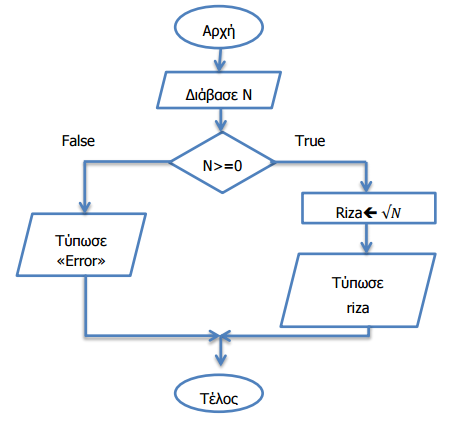 Αρχή
Διάβασε Ν
False
True
N>=0
Riza🡸 √𝑁
Τύπωσε
«Error»
Τύπωσε
riza
Τέλος